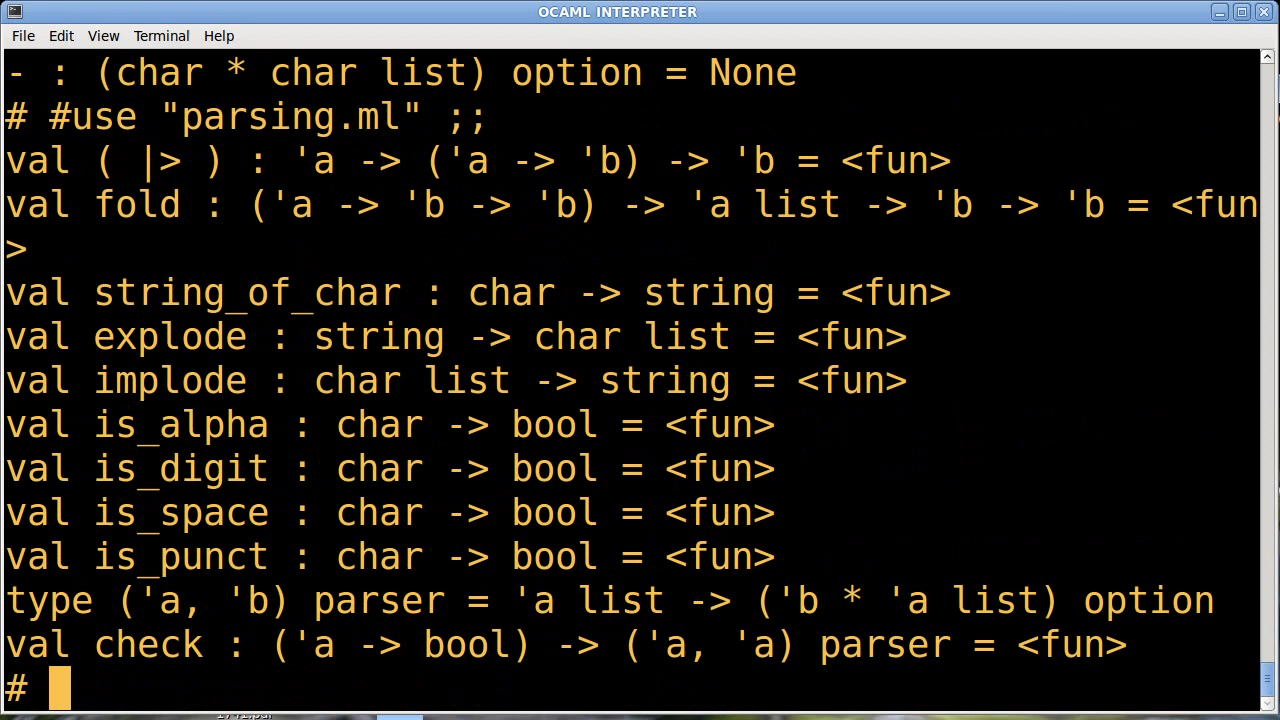 OCAML INTERPRETER
File Edit View Terminal Help
- : (char * char list) option = None
# #use "parsing.ml" ;;
val ( |> ) : 'a -> ('a -> 'b) -> 'b = <fun>
val fold : ('a -> 'b -> 'b) -> 'a list -> 'b -> 'b = <fun
>
val string_of_char : char -> string = <fun>
val explode : string -> char list = <fun>
val implode : char list -> string = <fun>
val is_alpha : char -> bool = <fun>
val is_digit : char -> bool = <fun>
val is_space : char -> bool = <fun>
val is_punct : char -> bool = <fun>
type ('a, 'b) parser = 'a list -> ('b * 'a list) option
val check : ('a -> bool) -> ('a, 'a) parser = <fun>
#